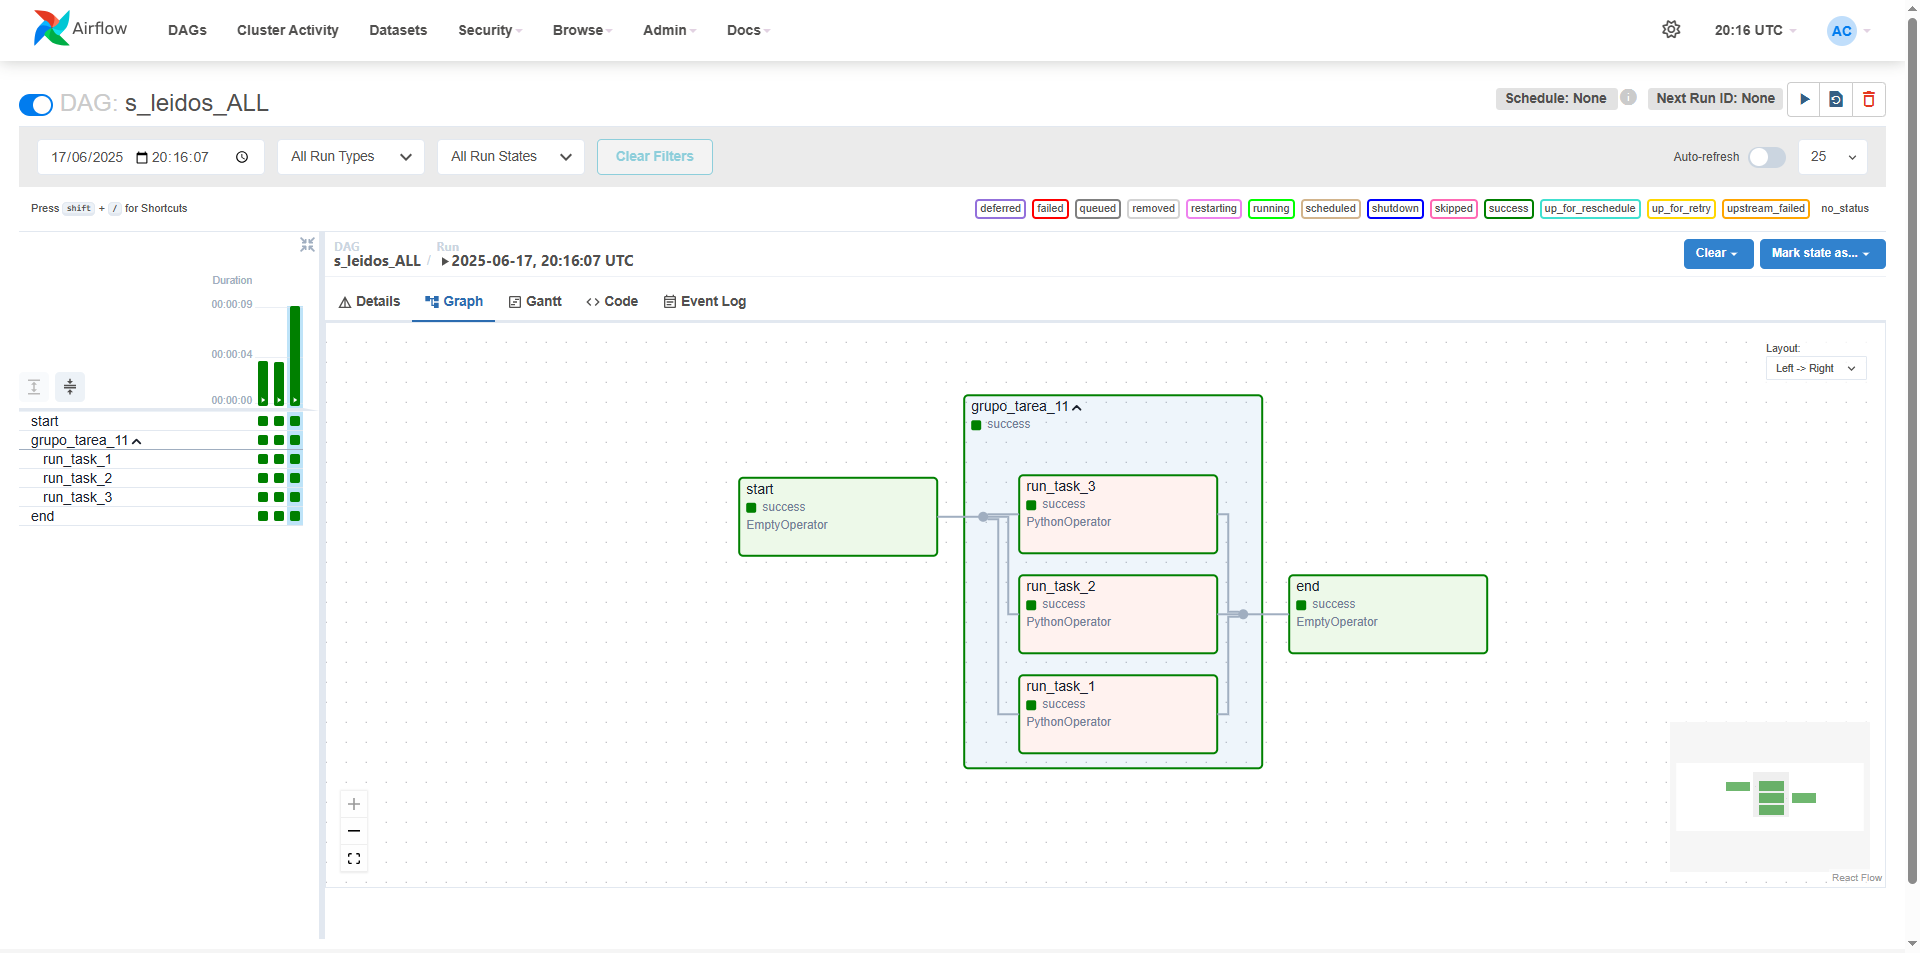 Airflow DAGs Cluster Activity Datasets Security Browse Admin Docs 20:16 UTC AC
DAG: s_leidos_ALL Schedule: None i Next Run ID: None
17/06/2025 20:16:07 All Run Types All Run States Clear Filters Auto-refresh 25
Press shift + / for Shortcuts deferred failed queued removed restarting running scheduled shutdown skipped success up_for_reschedule up_for_retry upstream_failed no_status
DAG Run
s_leidos_ALL / 2025-06-17, 20:16:07 UTC Clear Mark state as...
Duration
00:00:09
00:00:04
00:00:00
start
grupo_tarea_11
run_task_1
run_task_2
run_task_3
end
Details Graph Gantt Code Event Log
Layout:
Left -> Right
start
success
EmptyOperator
grupo_tarea_11
success
run_task_3
success
PythonOperator
run_task_2
success
PythonOperator
run_task_1
success
PythonOperator
end
success
EmptyOperator
React Flow